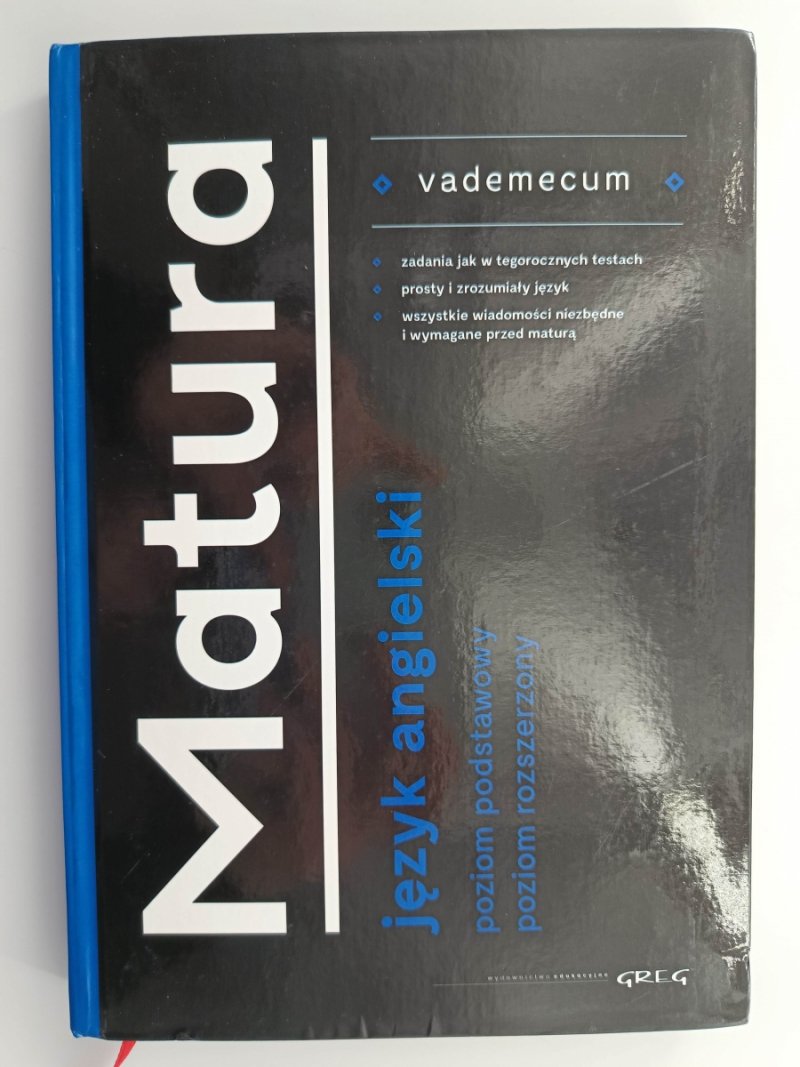 Matura
vademecum
zadania jak w tegorocznych testach
prosty i zrozumiały język
wszystkie wiadomości niezbędne
i wymagane przed maturą
język angielski
poziom podstawowy
poziom rozszerzony
wydawnictwo edukacyjne GREG